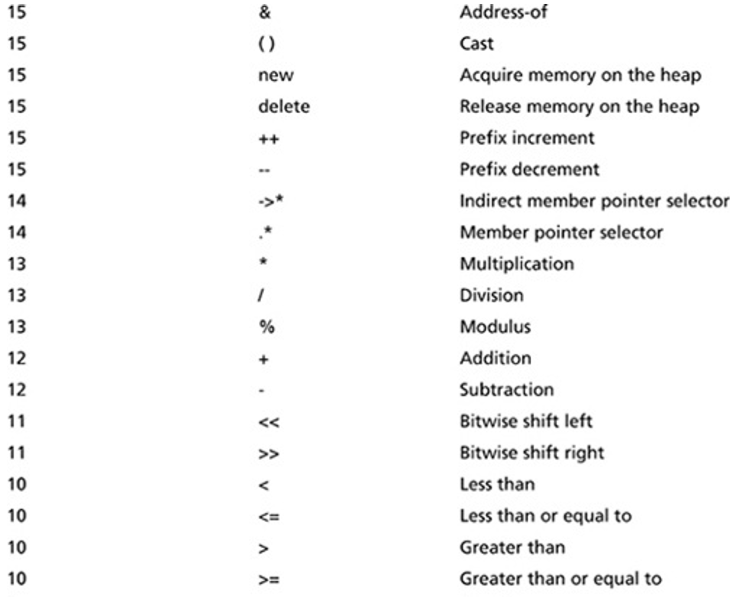 15 & Address-of
15 ( ) Cast
15 new Acquire memory on the heap
15 delete Release memory on the heap
15 ++ Prefix increment
15 -- Prefix decrement
14 ->* Indirect member pointer selector
14 .* Member pointer selector
13 * Multiplication
13 / Division
13 % Modulus
12 + Addition
12 - Subtraction
11 << Bitwise shift left
11 >> Bitwise shift right
10 < Less than
10 <= Less than or equal to
10 > Greater than
10 >= Greater than or equal to